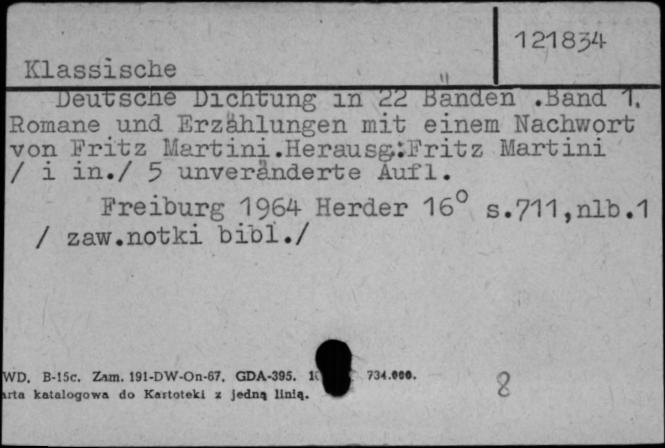 121834
Klassische
Deutsche Dichtung in 22 Bänden .Band 1.
Romane und Erzählungen mit einem Nachwort
von Fritz Martini.Herausg.:Fritz Martini
/ i in./ 5 unveränderte Aufl.
Freiburg 1964 Herder 16° s.711,nlb.1
/ zaw.notki bibl./
WD. B-15c. Zam. 191-DW-On-67. GDA-395. 734.000.
arta katalogowa do Kartoteki z jedną linią.
8